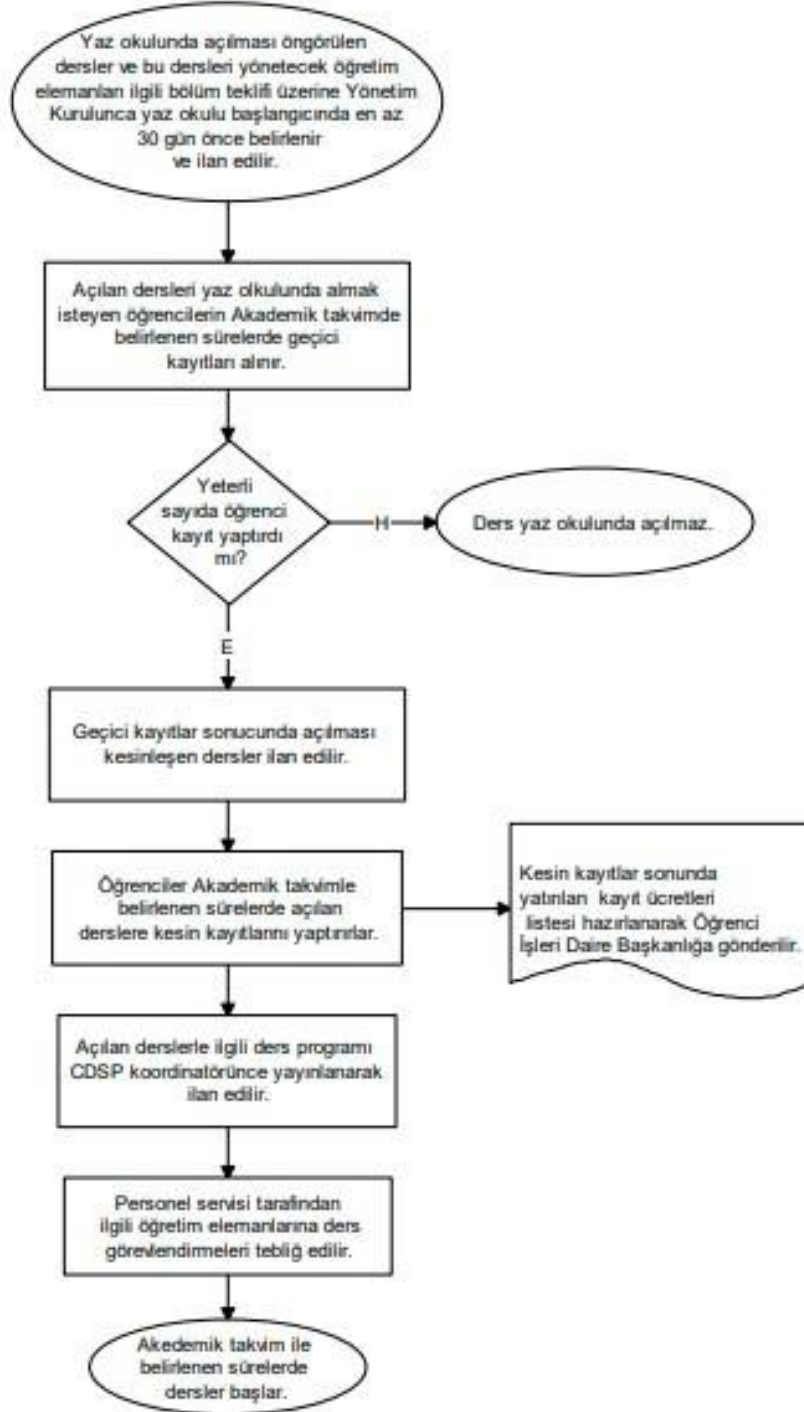 Yaz okulunda açılması öngörülen
dersler ve bu dersleri yönetecek öğretim
elemanları ilgili bölüm teklifi üzerine Yönetim
Kurulunca yaz okulu başlangıcında en az
30 gün önce belirlenir
ve ilan edilir.
Açılan dersleri yaz olkulunda almak
isteyen öğrencilerin Akademik takvimde
belirlenen sürelerde geçici
kayıtları alınır.
Yeterli
sayıda öğrenci
kayıt yaptırdı
mı?
H
Ders yaz okulunda açılmaz.
E
Geçici kayıtlar sonucunda açılması
kesinleşen dersler ilan edilir.
Öğrenciler Akademik takvimle
belirlenen sürelerde açılan
derslere kesin kayıtlarını yaptırırlar.
Kesin kayıtlar sonunda
yatırılan kayıt ücretleri
listesi hazırlanarak Öğrenci
İşleri Daire Başkanlığa gönderilir.
Açılan derslerle ilgili ders programı
CDSP koordinatörünce yayınlanarak
ilan edilir.
Personel servisi tarafından
ilgili öğretim elemanlarına ders
görevlendirmeleri tebliğ edilir.
Akedemik takvim ile
belirlenen sürelerde
dersler başlar.